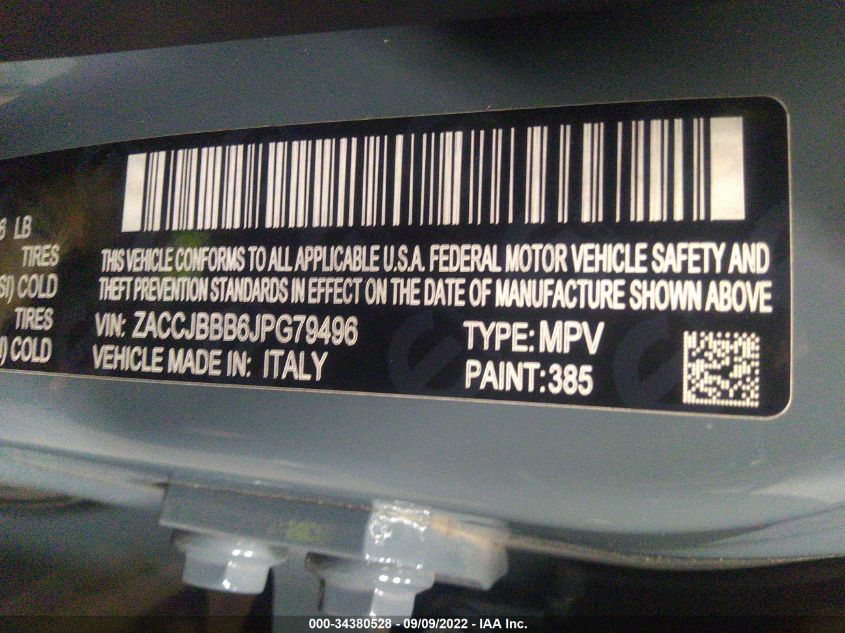 6 LB
TIRES
SI) COLD
TIRES
I) COLD
THIS VEHICLE CONFORMS TO ALL APPLICABLE U.S.A. FEDERAL MOTOR VEHICLE SAFETY AND
THEFT PREVENTION STANDARDS IN EFFECT ON THE DATE OF MANUFACTURE SHOWN ABOVE
VIN: ZACCJBBB6JPG79496
TYPE: MPV
VEHICLE MADE IN: ITALY
PAINT: 385
000-34380528 - 09/09/2022 - IAA Inc.